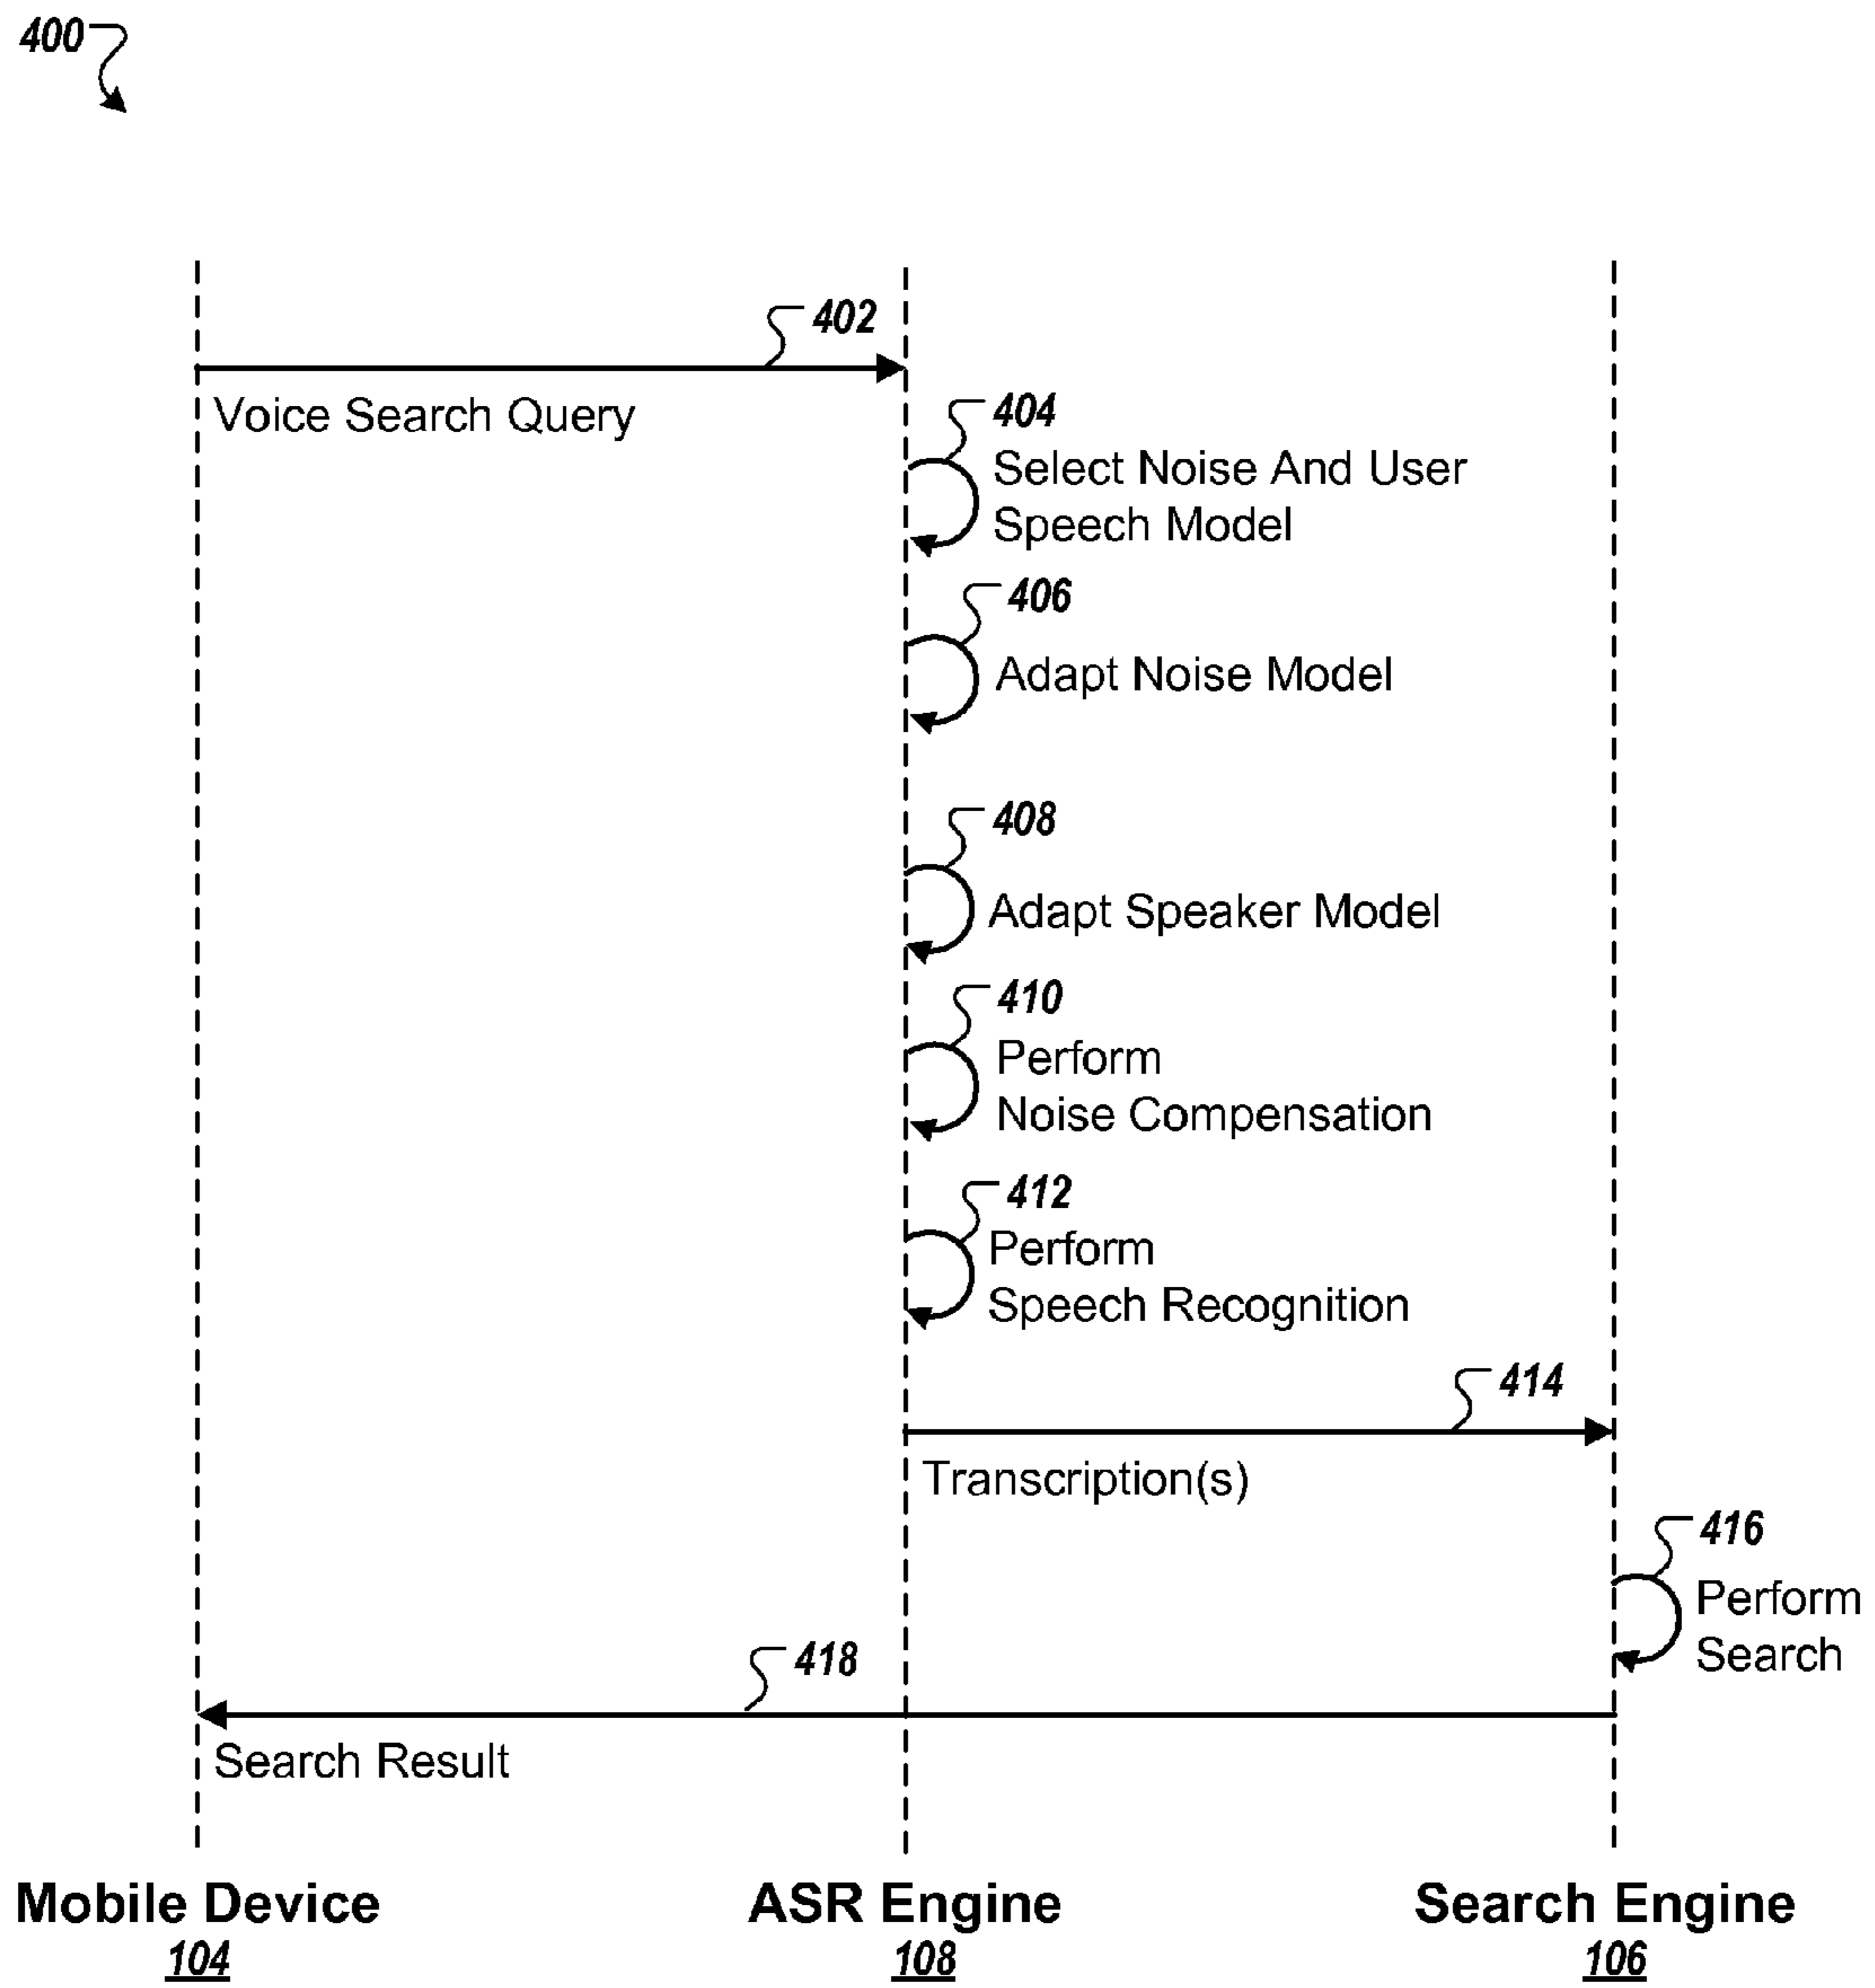 400
402
Voice Search Query
404
Select Noise And User
Speech Model
406
Adapt Noise Model
408
Adapt Speaker Model
410
Perform
Noise Compensation
412
Perform
Speech Recognition
414
Transcription(s)
416
Perform
Search
418
Search Result
Mobile Device
104
ASR Engine
108
Search Engine
106